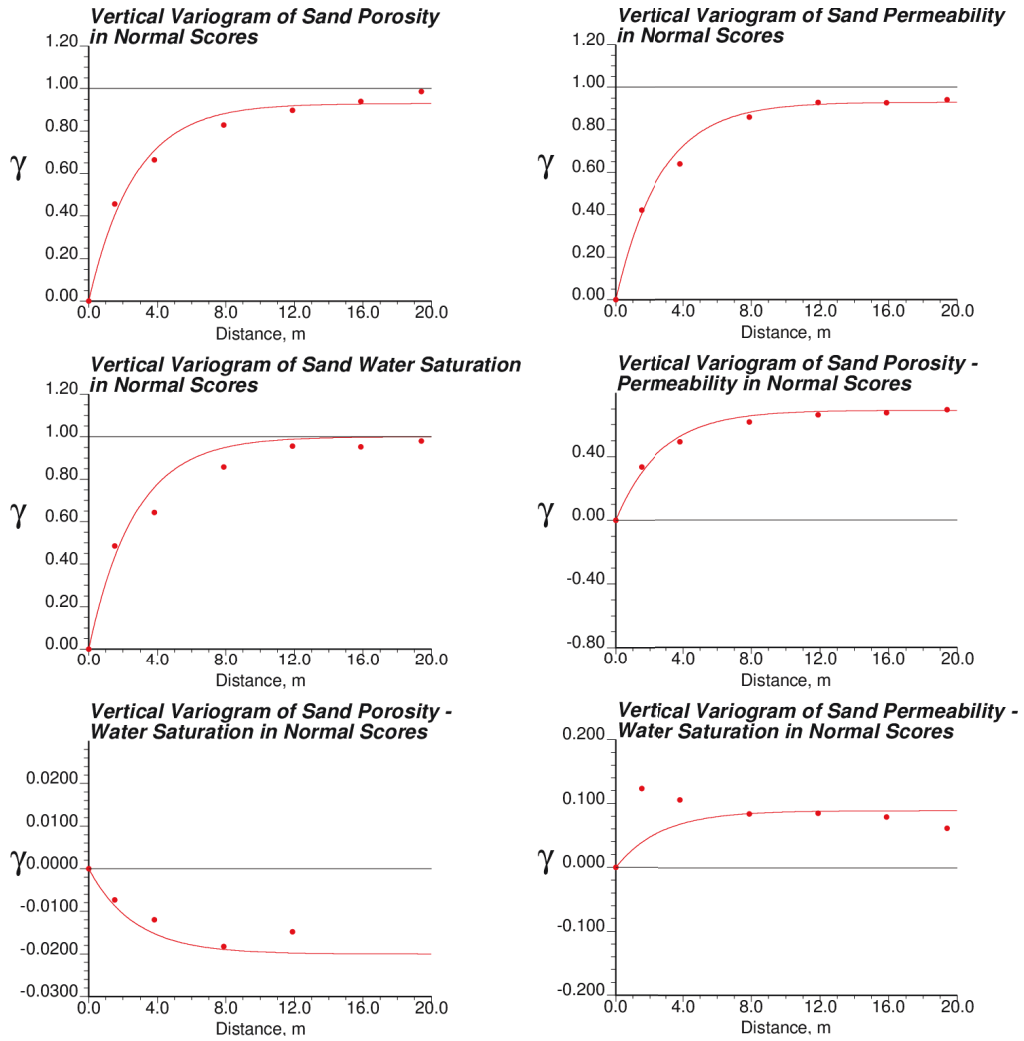 Vertical Variogram of Sand Porosity
in Normal Scores
1.20
1.00
0.80
0.60
0.40
0.20
0.00
γ
0.0 4.0 8.0 12.0 16.0 20.0
Distance, m
Vertical Variogram of Sand Permeability
in Normal Scores
1.20
1.00
0.80
0.60
0.40
0.20
0.00
γ
0.0 4.0 8.0 12.0 16.0 20.0
Distance, m
Vertical Variogram of Sand Water Saturation
in Normal Scores
1.20
1.00
0.80
0.60
0.40
0.20
0.00
γ
0.0 4.0 8.0 12.0 16.0 20.0
Distance, m
Vertical Variogram of Sand Porosity -
Permeability in Normal Scores
0.40
0.00
-0.40
-0.80
γ
0.0 4.0 8.0 12.0 16.0 20.0
Distance, m
Vertical Variogram of Sand Porosity -
Water Saturation in Normal Scores
0.0200
0.0100
0.0000
-0.0100
-0.0200
-0.0300
γ
0.0 4.0 8.0 12.0 16.0 20.0
Distance, m
Vertical Variogram of Sand Permeability -
Water Saturation in Normal Scores
0.200
0.100
0.000
-0.100
-0.200
γ
0.0 4.0 8.0 12.0 16.0 20.0
Distance, m